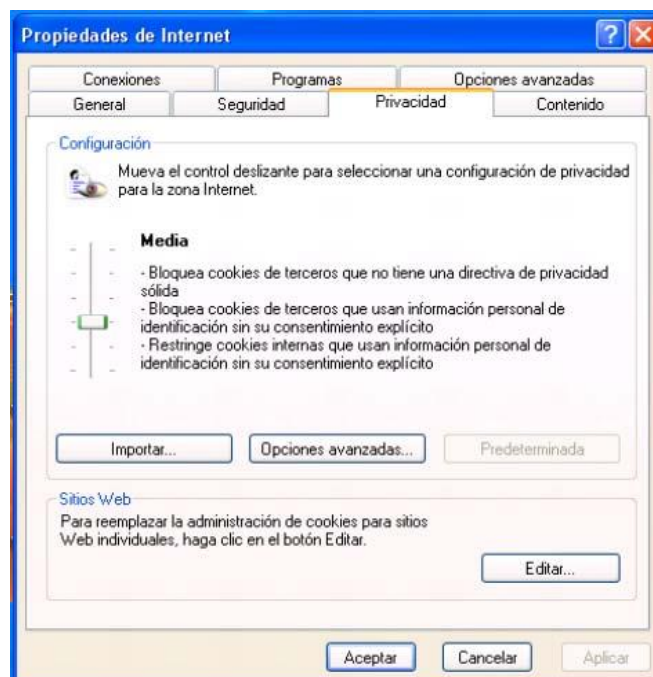 Propiedades de Internet
Conexiones Programas Opciones avanzadas
General Seguridad Privacidad Contenido
Configuración
Mueva el control deslizante para seleccionar una configuración de privacidad
para la zona Internet.
Media
- Bloquea cookies de terceros que no tiene una directiva de privacidad
sólida
- Bloquea cookies de terceros que usan información personal de
identificación sin su consentimiento explícito
- Restringe cookies internas que usan información personal de
identificación sin su consentimiento explícito
Importar... Opciones avanzadas... Predeterminada
Sitios Web
Para reemplazar la administración de cookies para sitios
Web individuales, haga clic en el botón Editar.
Editar...
Aceptar Cancelar Aplicar